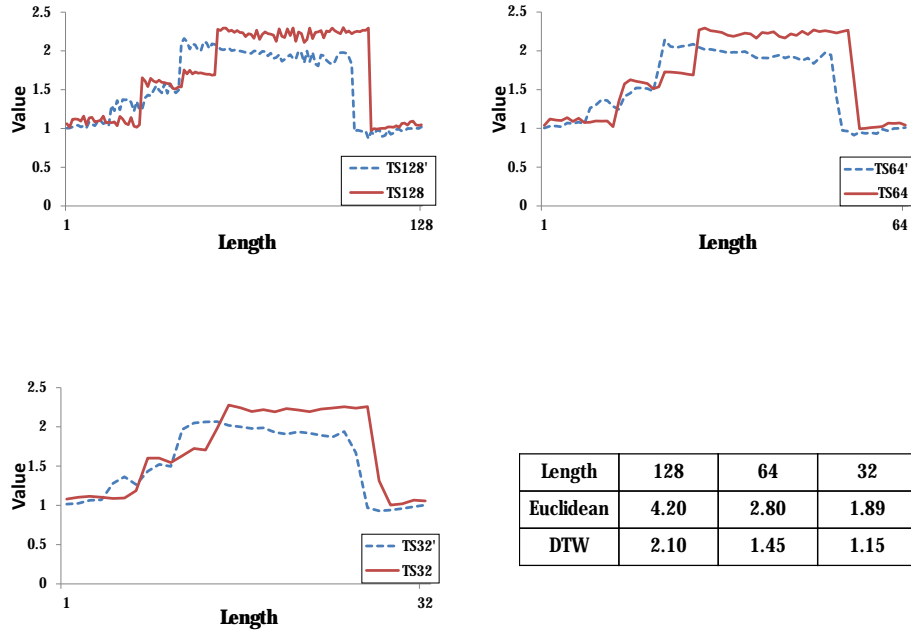 2.5
2
1.5
1
0.5
0
Value
TS128'
TS128
1
128
Length
2.5
2
1.5
1
0.5
0
Value
TS64'
TS64
1
64
Length
2.5
2
1.5
1
0.5
0
Value
TS32'
TS32
1
32
Length
Length 128 64 32
Euclidean 4.20 2.80 1.89
DTW 2.10 1.45 1.15